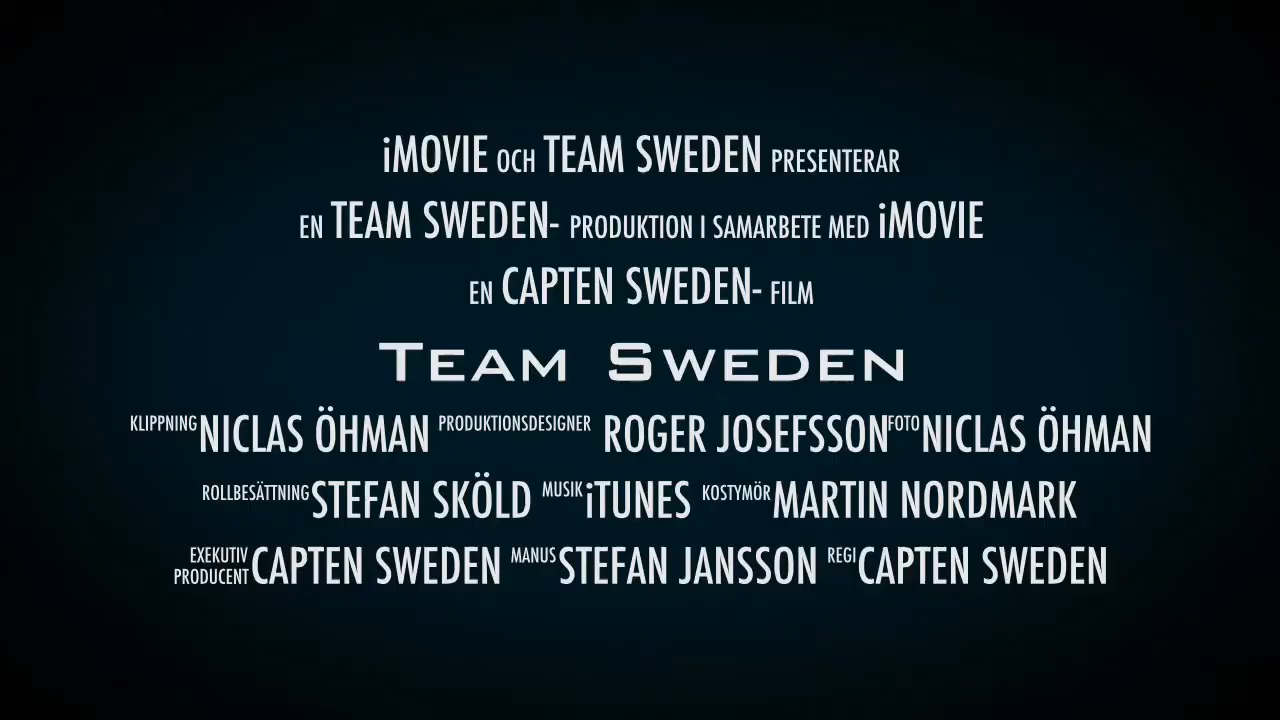 iMOVIE OCH TEAM SWEDEN PRESENTERAR
EN TEAM SWEDEN- PRODUKTION I SAMARBETE MED iMOVIE
EN CAPTEN SWEDEN- FILM
TEAM SWEDEN
KLIPPNING NICLAS ÖHMAN PRODUKTIONSDESIGNER ROGER JOSEFSSON FOTO NICLAS ÖHMAN
ROLLBESÄTTNING STEFAN SKÖLD MUSIK iTUNES KOSTYMÖR MARTIN NORDMARK
EXEKUTIV PRODUCENT CAPTEN SWEDEN MANUS STEFAN JANSSON REGI CAPTEN SWEDEN